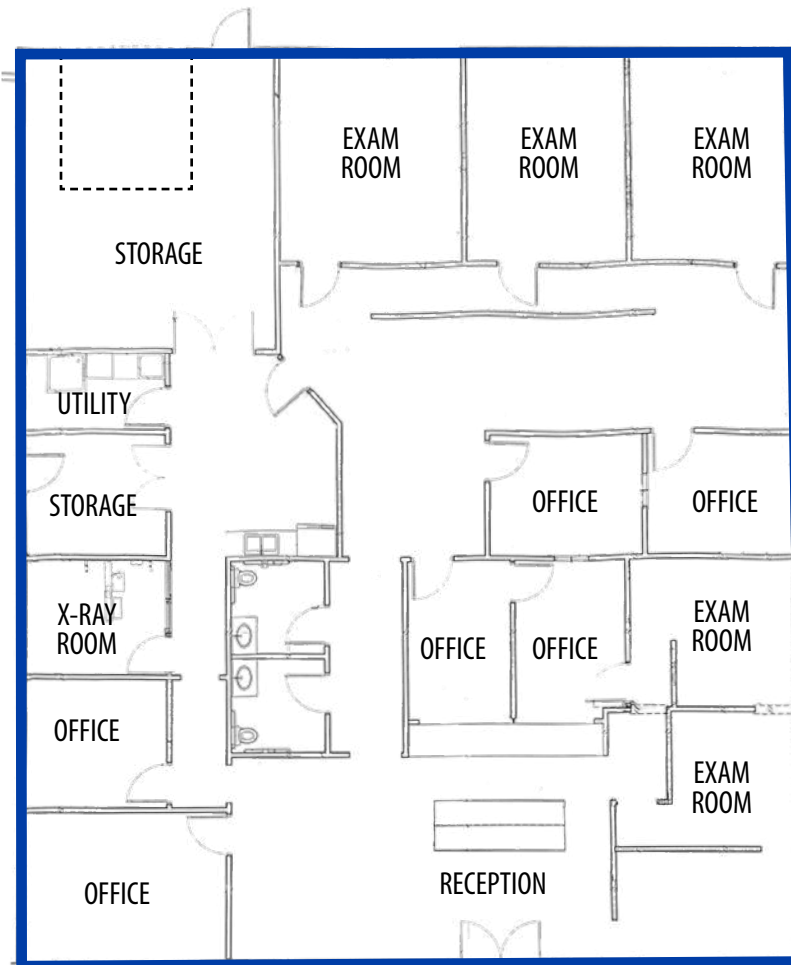 EXAM
ROOM
EXAM
ROOM
EXAM
ROOM
STORAGE
UTILITY
STORAGE
OFFICE
OFFICE
X-RAY
ROOM
OFFICE
OFFICE
EXAM
ROOM
OFFICE
EXAM
ROOM
OFFICE
RECEPTION